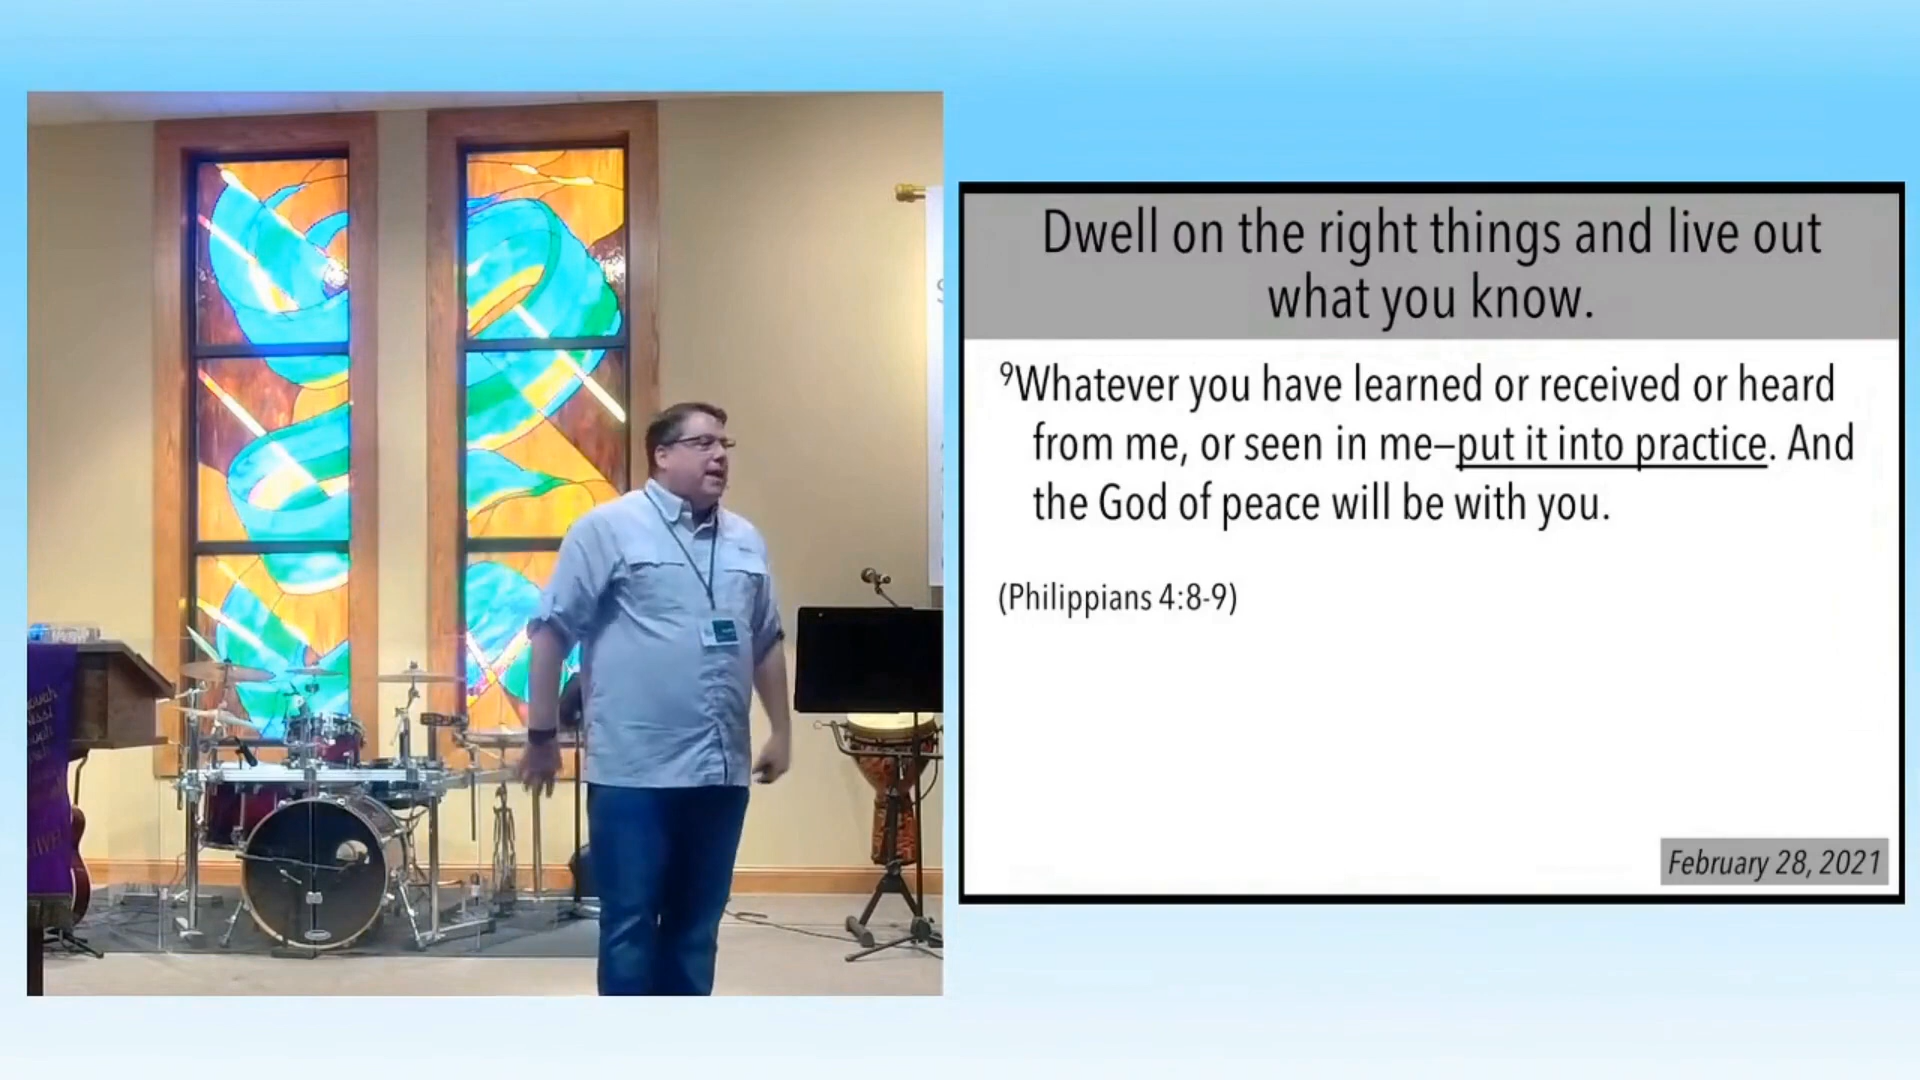 Dwell on the right things and live out
what you know.
⁹Whatever you have learned or received or heard
from me, or seen in me–put it into practice. And
the God of peace will be with you.
(Philippians 4:8-9)
February 28, 2021